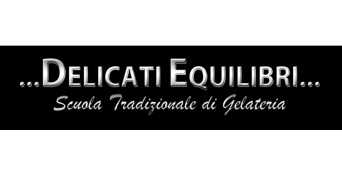 ...DELICATI EQUILIBRI...
Scuola Tradizionale di Gelateria